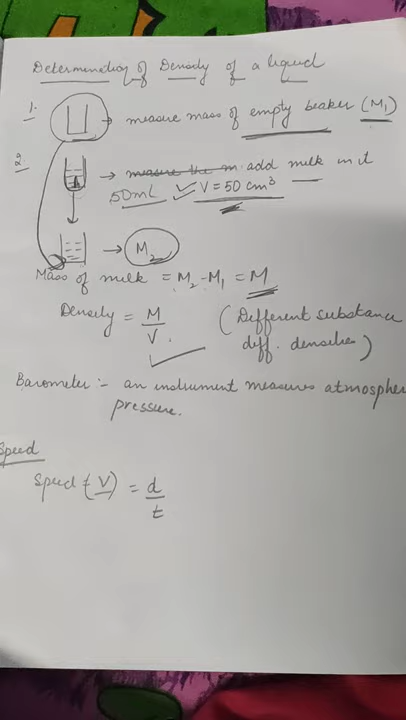 Determination of Density of a liquid
1. → measure mass of empty beaker (M₁)
2. → measure the m. add milk in it
50mL ✓ V = 50 cm³
→ M₂
Mass of milk = M₂-M₁ = M
Density = M/V. (Different substance
diff. densities)
Barometer :- an instrument measures atmospher
pressure.
Speed
Speed (V) = d/t